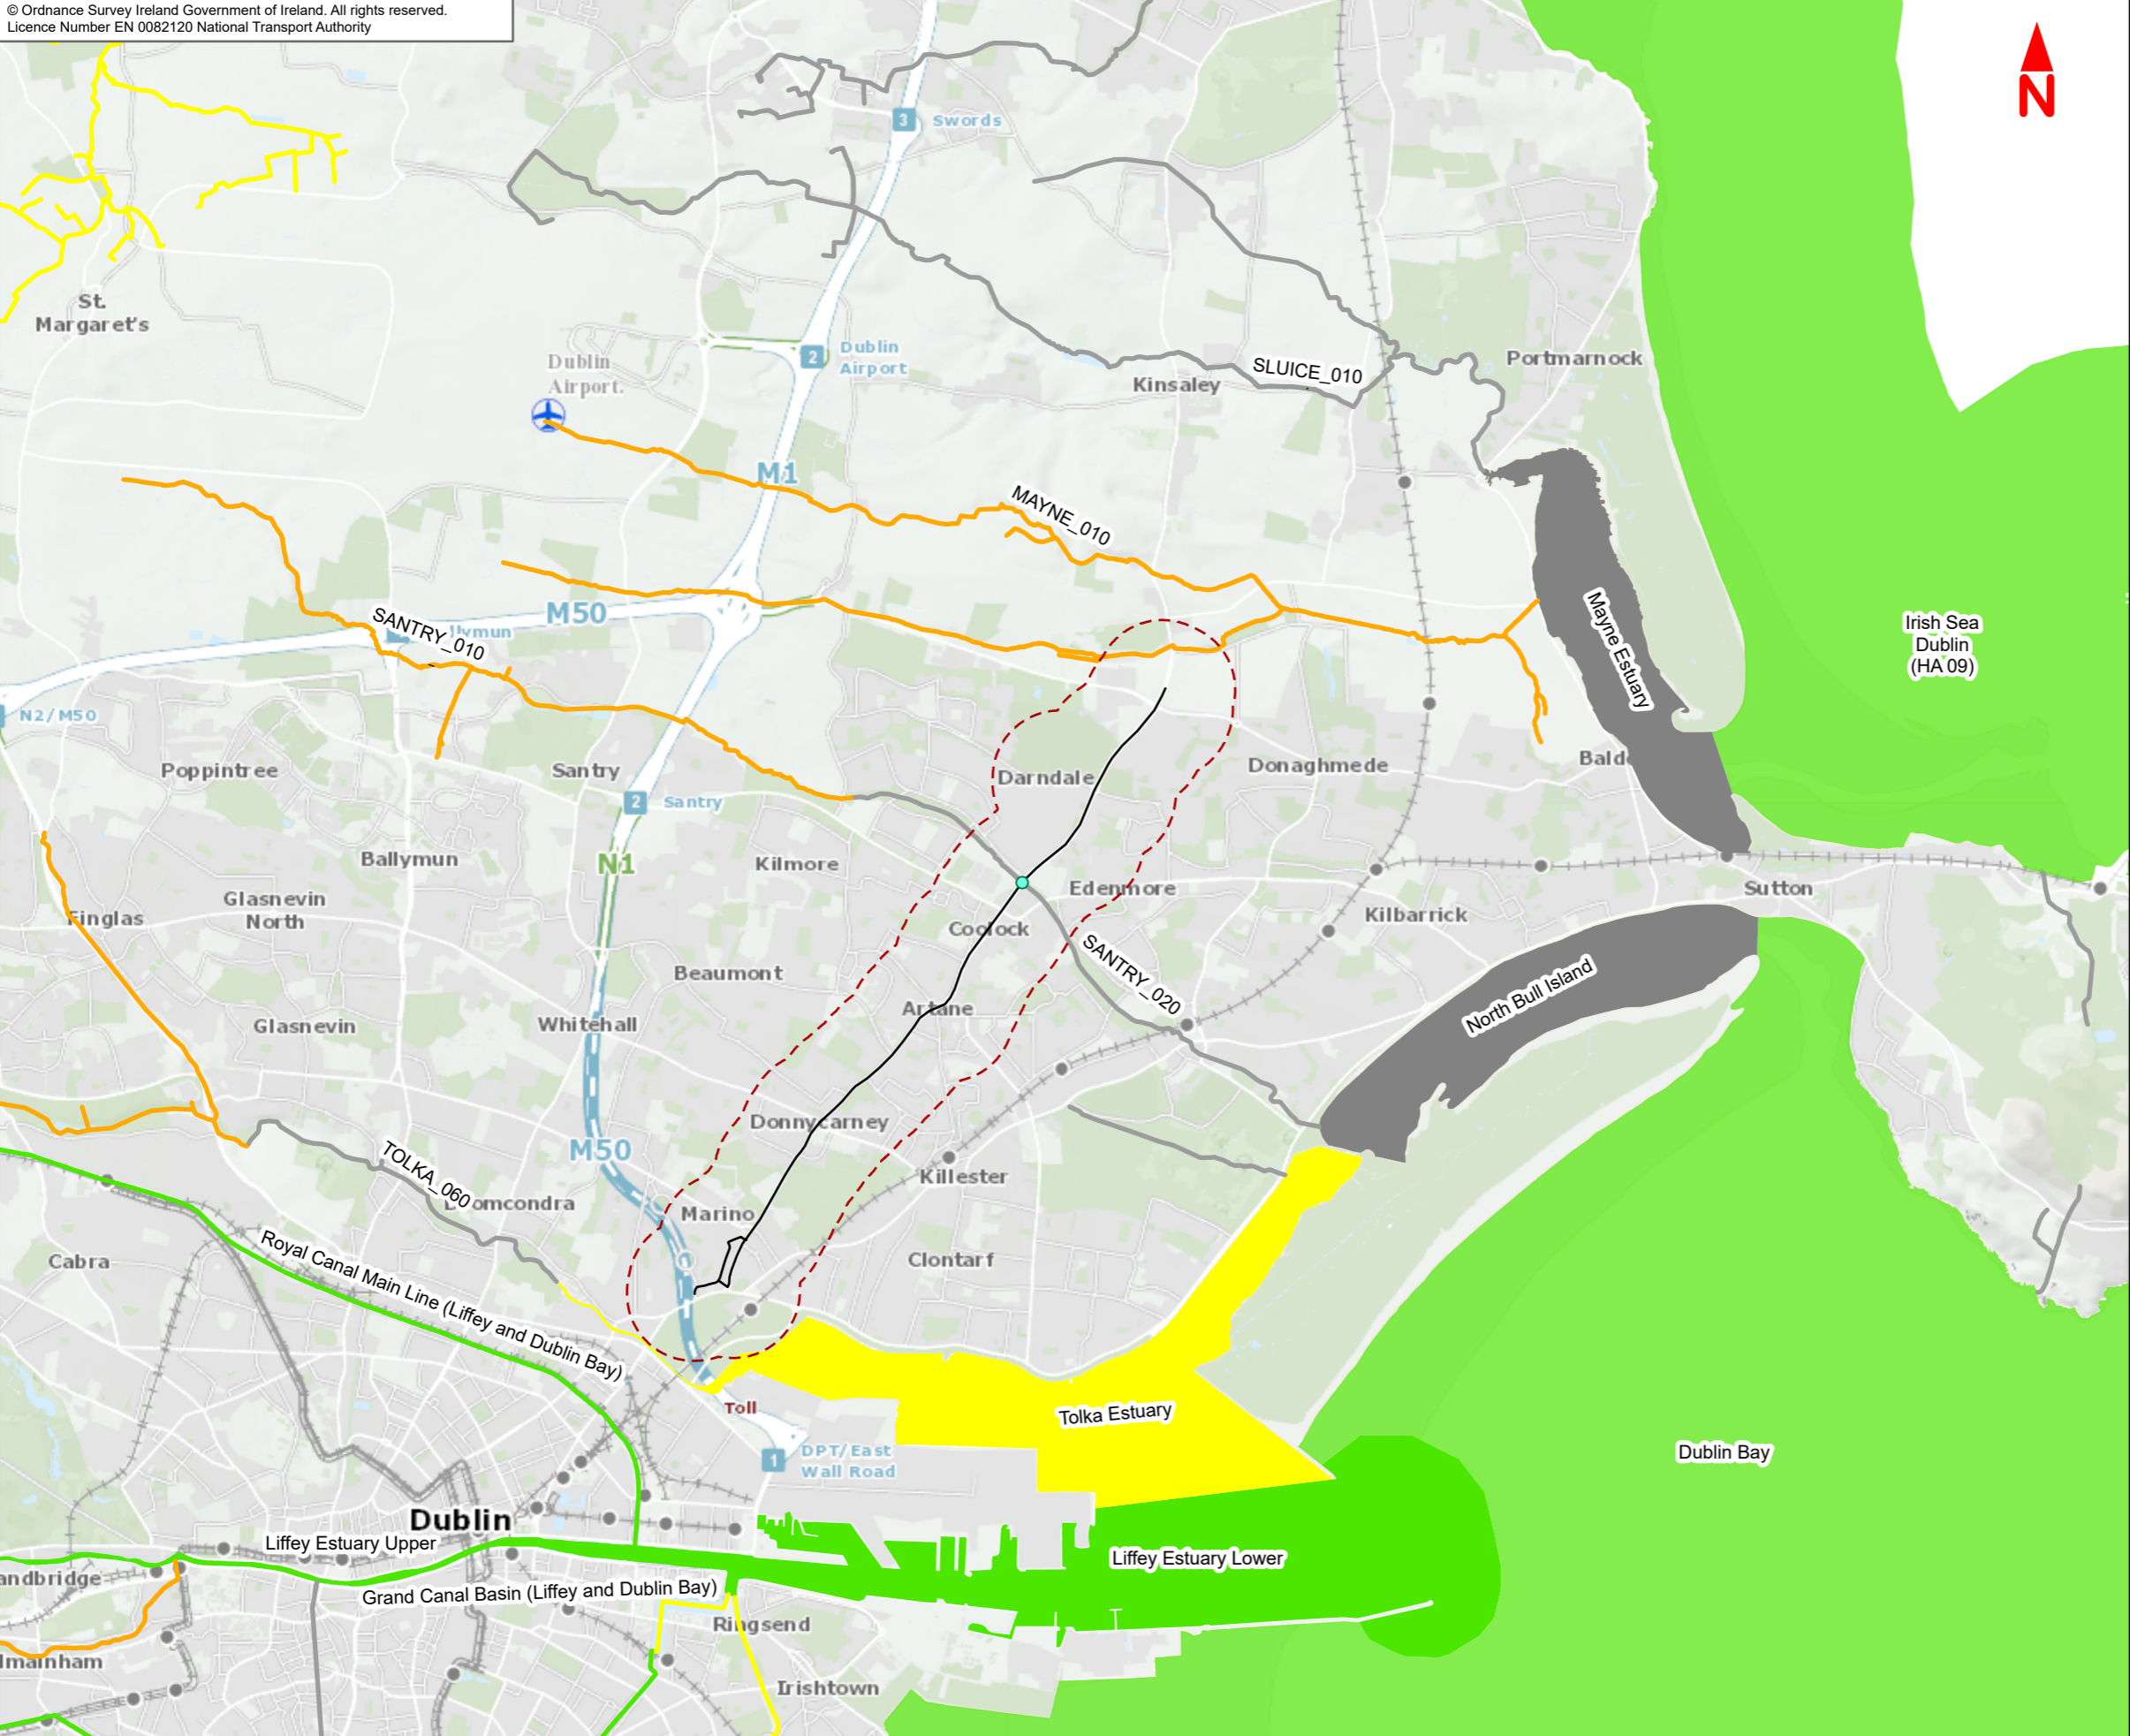 © Ordnance Survey Ireland Government of Ireland. All rights reserved.
Licence Number EN 0082120 National Transport Authority
N
3
Swords
St.
Margaret's
Dublin
Airport.
2
Dublin
Airport
SLUICE_010
Portmarnock
Kinsaley
M1
MAYNE_010
M50
SANTRY_010
Mayne Estuary
Irish Sea
Dublin
(HA 09)
N2/M50
Poppintree
Santry
Darndale
Donaghmede
2
Santry
Ballymun
N1
Kilmore
Edenmore
Sutton
Glasnevin
North
Finglas
Coolock
Kilbarrick
Beaumont
SANTRY_020
North Bull Island
Artane
Glasnevin
Whitehall
Donnycarney
M50
TOLKA_060
Killester
Marino
Cabra
Clontarf
Royal Canal Main Line (Liffey and Dublin Bay)
Toll
Tolka Estuary
1
DPT/East
Wall Road
Dublin Bay
Dublin
Liffey Estuary Upper
Liffey Estuary Lower
Grand Canal Basin (Liffey and Dublin Bay)
Ringsend
Irishtown